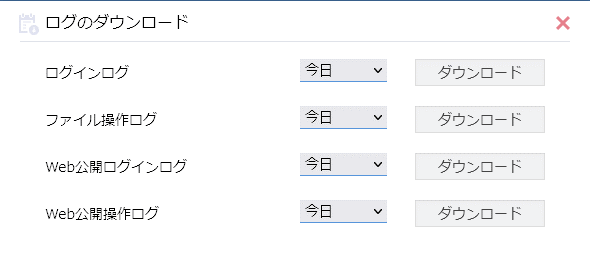 ログのダウンロード
ログインログ 今日 ダウンロード
ファイル操作ログ 今日 ダウンロード
Web公開ログインログ 今日 ダウンロード
Web公開操作ログ 今日 ダウンロード